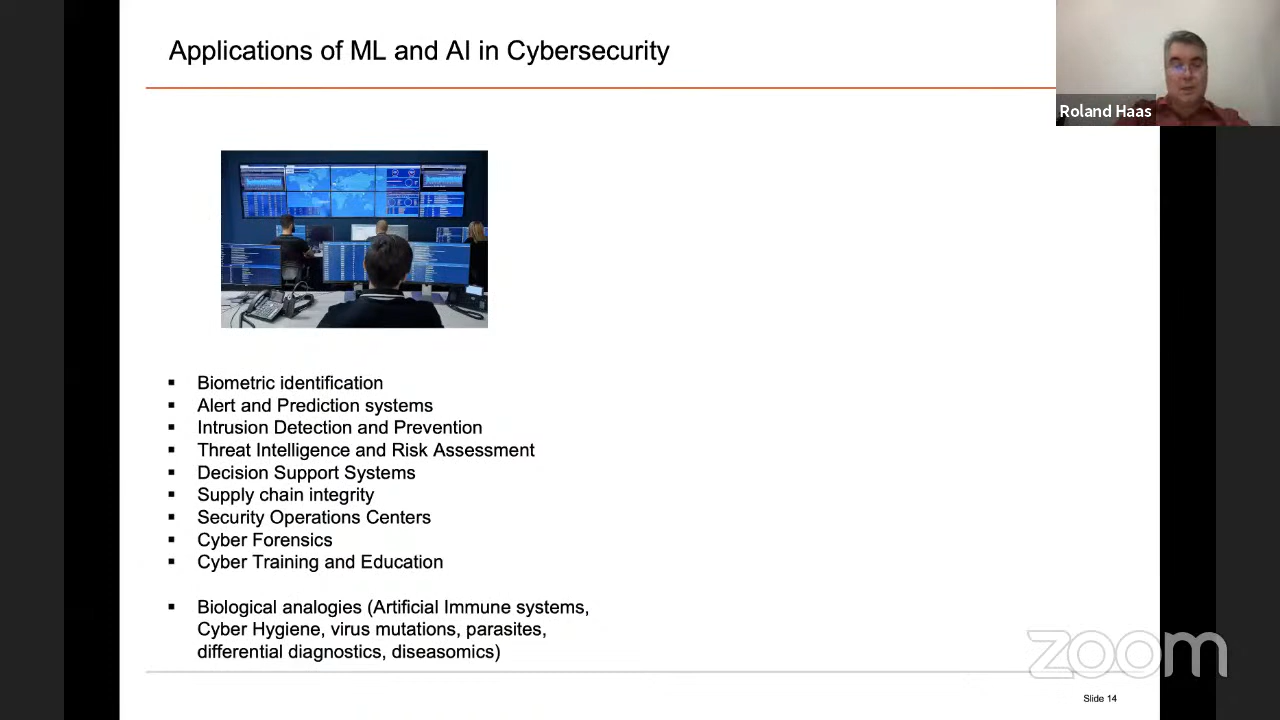 Applications of ML and AI in Cybersecurity
Roland Haas
▪ Biometric identification
▪ Alert and Prediction systems
▪ Intrusion Detection and Prevention
▪ Threat Intelligence and Risk Assessment
▪ Decision Support Systems
▪ Supply chain integrity
▪ Security Operations Centers
▪ Cyber Forensics
▪ Cyber Training and Education
▪ Biological analogies (Artificial Immune systems,
Cyber Hygiene, virus mutations, parasites,
differential diagnostics, diseasomics)
zoom
Slide 14